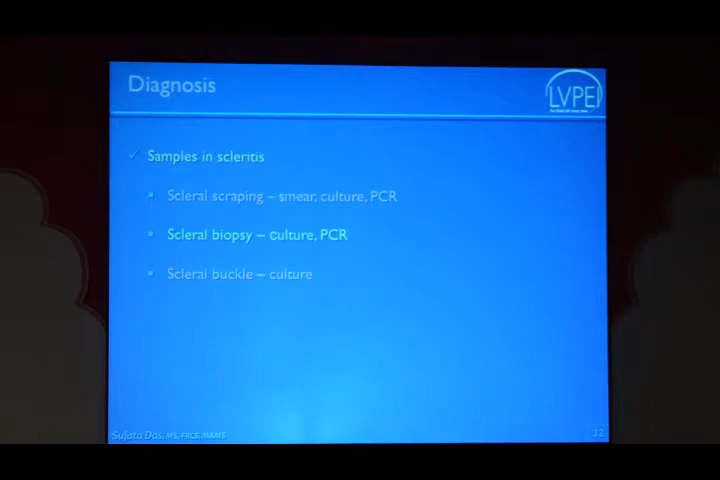 Diagnosis
LVPEI
✓ Samples in scleritis
▪ Scleral scraping – smear, culture, PCR
▪ Scleral biopsy – culture, PCR
▪ Scleral buckle – culture
Sujata Das, MS, FRCS, MAMS
32